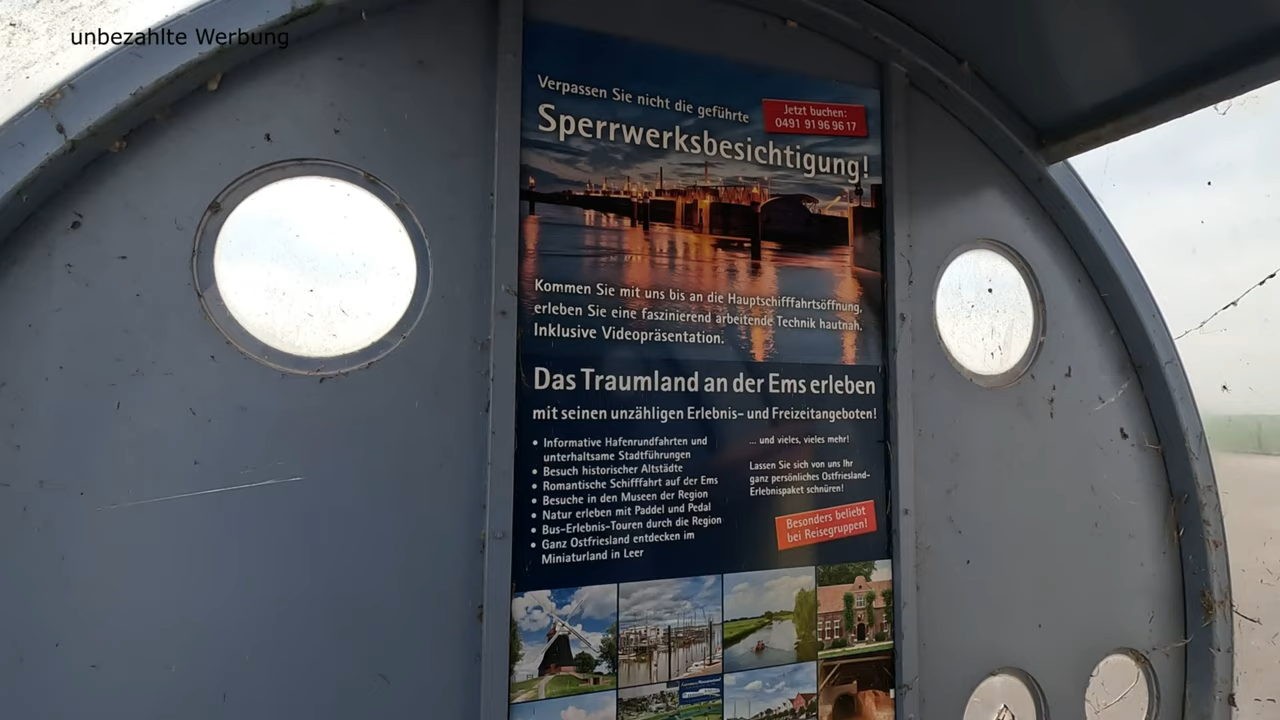 unbezahlte Werbung
Verpassen Sie nicht die geführte
Sperrwerksbesichtigung!
Jetzt buchen:
0491 91 96 96 17
Kommen Sie mit uns bis an die Hauptschifffahrtsöffnung,
erleben Sie eine faszinierend arbeitende Technik hautnah.
Inklusive Videopräsentation.
Das Traumland an der Ems erleben
mit seinen unzähligen Erlebnis- und Freizeitangeboten!
• Informative Hafenrundfahrten und
unterhaltsame Stadtführungen
• Besuch historischer Altstädte
• Romantische Schifffahrt auf der Ems
• Besuche in den Museen der Region
• Natur erleben mit Paddel und Pedal
• Bus-Erlebnis-Touren durch die Region
• Ganz Ostfriesland entdecken im
Miniaturland in Leer
... und vieles, vieles mehr!
Lassen Sie sich von uns Ihr
ganz persönliches Ostfriesland-
Erlebnispaket schnüren!
Besonders beliebt
bei Reisegruppen!